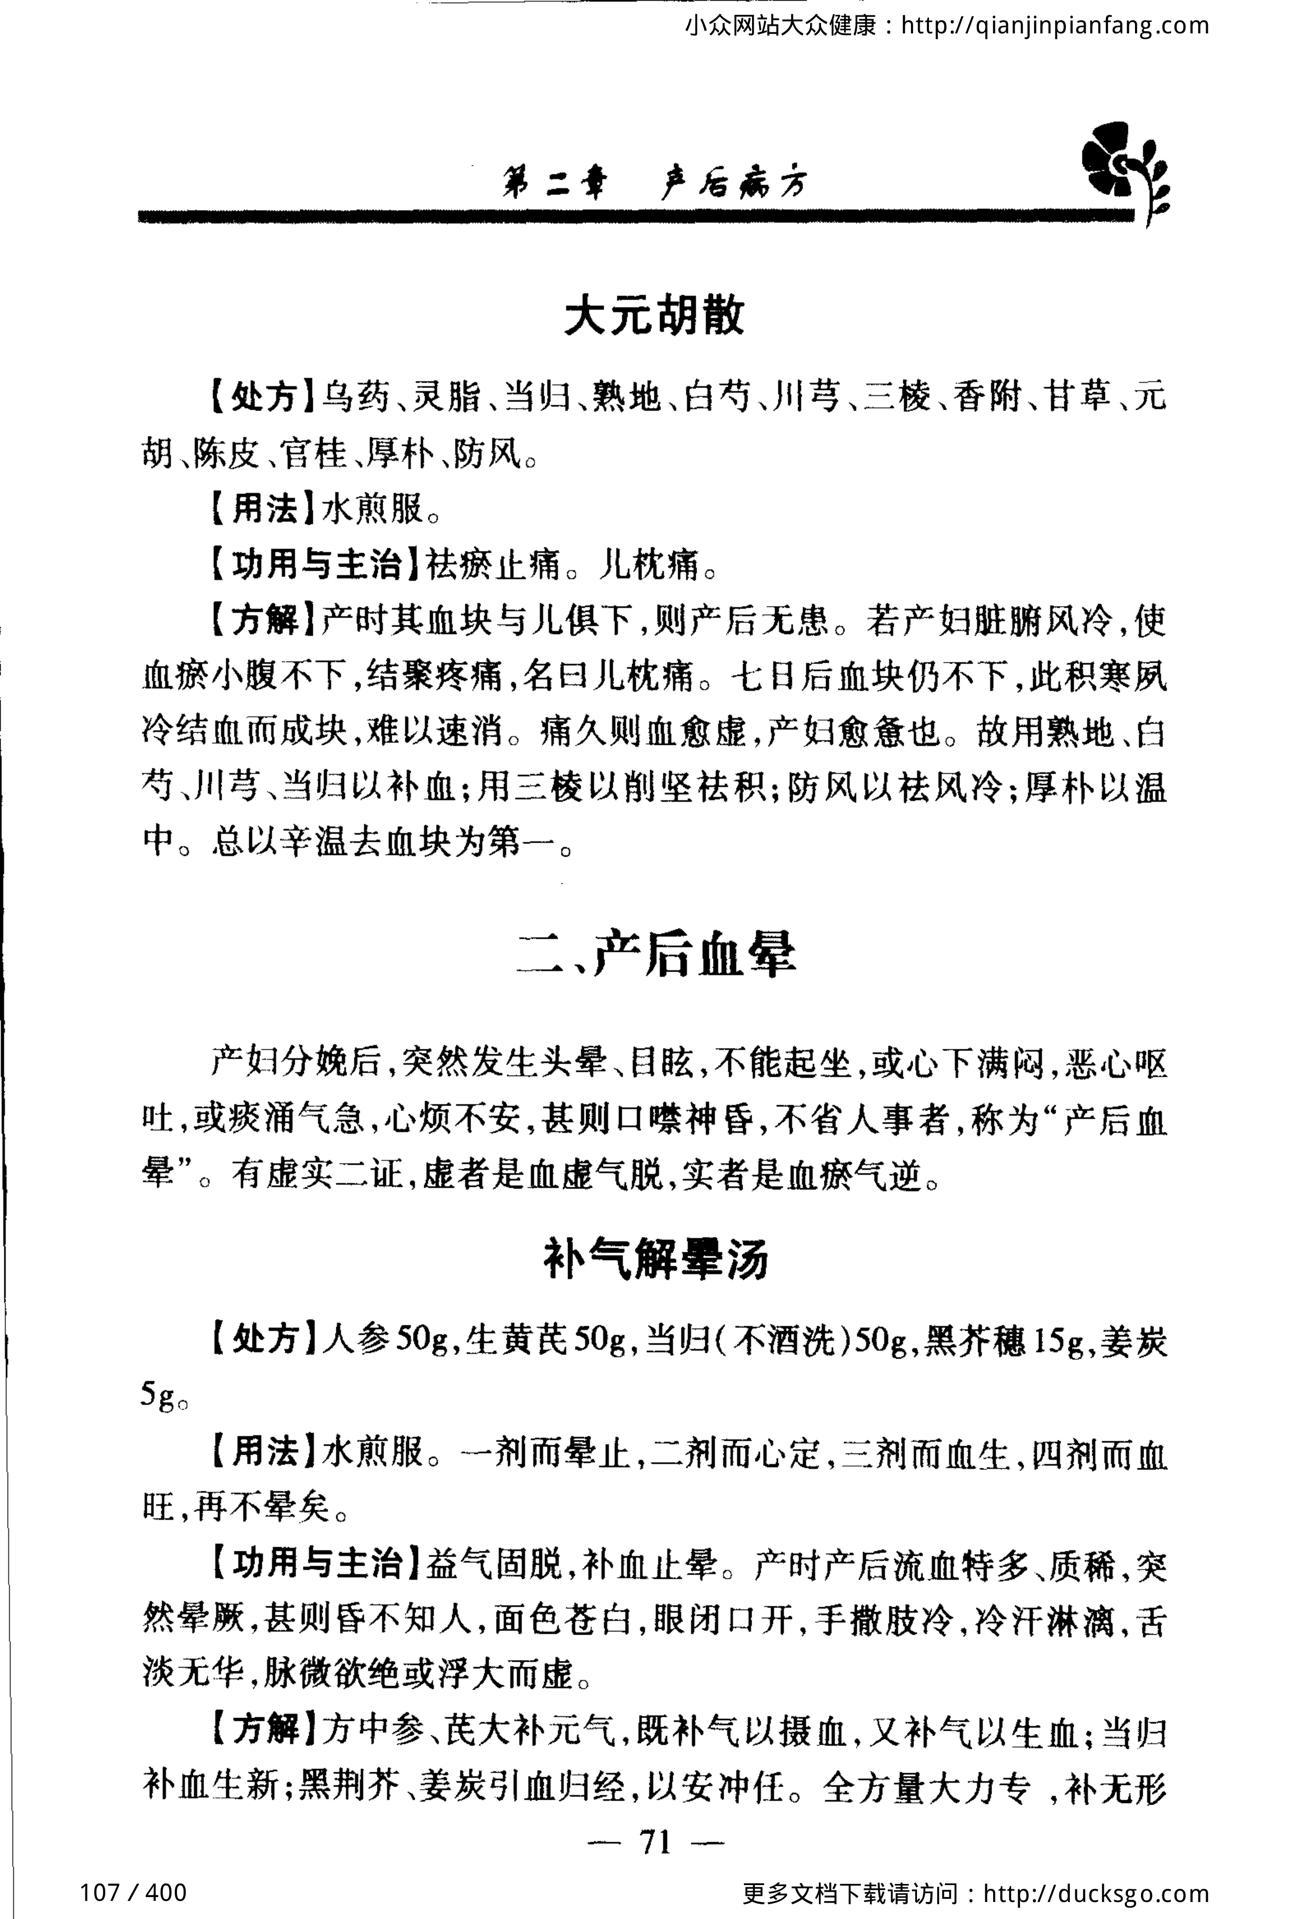 小众网站大众健康：http://qianjinpianfang.com
第二章 产后病方
大元胡散
【处方】乌药、灵脂、当归、熟地、白芍、川芎、三棱、香附、甘草、元
胡、陈皮、官桂、厚朴、防风。
【用法】水煎服。
【功用与主治】祛瘀止痛。儿枕痛。
【方解】产时其血块与儿俱下,则产后无患。若产妇脏腑风冷,使
血瘀小腹不下,结聚疼痛,名曰儿枕痛。七日后血块仍不下,此积寒夙
冷结血而成块,难以速消。痛久则血愈虚,产妇愈惫也。故用熟地、白
芍、川芎、当归以补血;用三棱以削坚祛积;防风以祛风冷;厚朴以温
中。总以辛温去血块为第一。
二、产后血晕
产妇分娩后,突然发生头晕、目眩,不能起坐,或心下满闷,恶心呕
吐,或痰涌气急,心烦不安,甚则口噤神昏,不省人事者,称为“产后血
晕”。有虚实二证,虚者是血虚气脱,实者是血瘀气逆。
补气解晕汤
【处方】人参50g,生黄芪50g,当归(不酒洗)50g,黑芥穗15g,姜炭
5g。
【用法】水煎服。一剂而晕止,二剂而心定,三剂而血生,四剂而血
旺,再不晕矣。
【功用与主治】益气固脱,补血止晕。产时产后流血特多、质稀,突
然晕厥,甚则昏不知人,面色苍白,眼闭口开,手撒肢冷,冷汗淋漓,舌
淡无华,脉微欲绝或浮大而虚。
【方解】方中参、芪大补元气,既补气以摄血,又补气以生血;当归
补血生新;黑荆芥、姜炭引血归经,以安冲任。全方量大力专,补无形
— 71 —
107 / 400
更多文档下载请访问：http://ducksgo.com